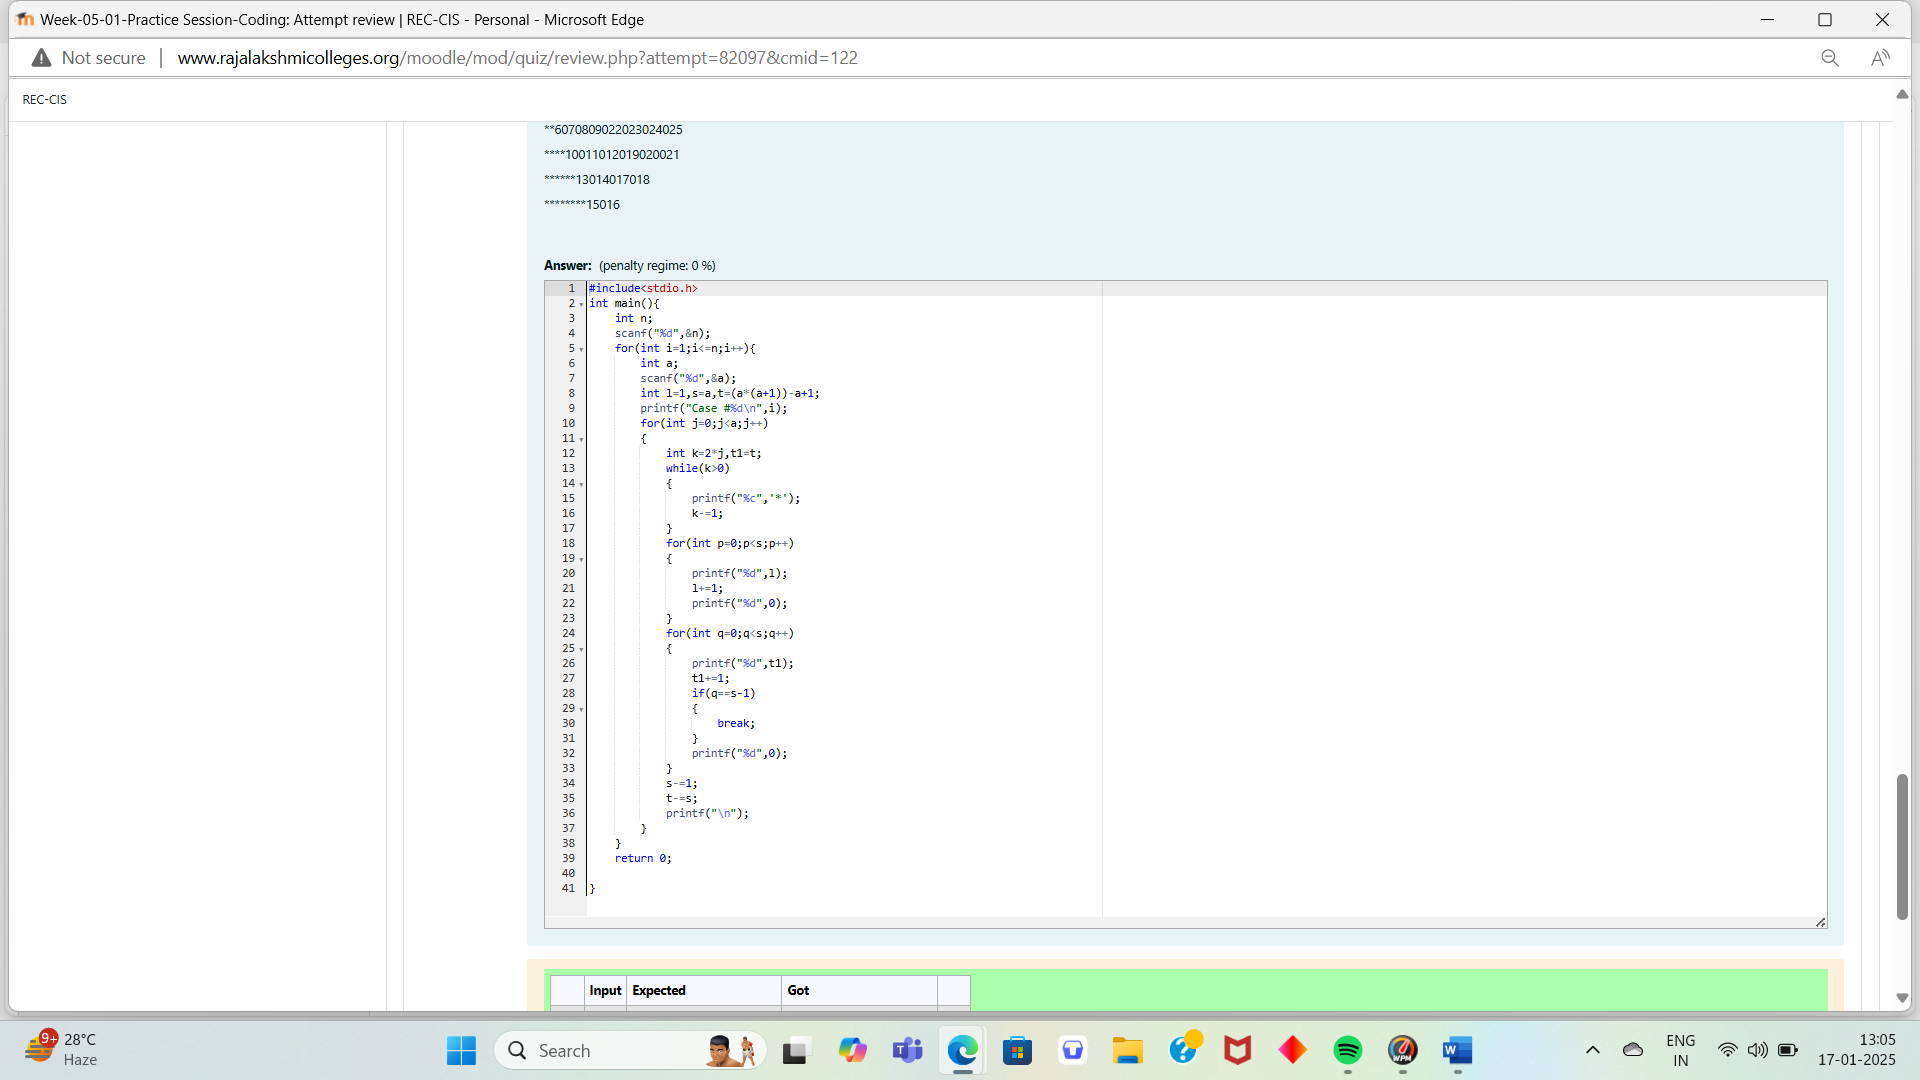 Week-05-01-Practice Session-Coding: Attempt review | REC-CIS - Personal - Microsoft Edge
Not secure | www.rajalakshmicolleges.org/moodle/mod/quiz/review.php?attempt=82097&cmid=122
REC-CIS
**6070809022023024025
****10011012019020021
******13014017018
********15016
Answer: (penalty regime: 0 %)
1 #include<stdio.h>
2 int main(){
3     int n;
4     scanf("%d",&n);
5     for(int i=1;i<=n;i++){
6         int a;
7         scanf("%d",&a);
8         int l=1,s=a,t=(a*(a+1))-a+1;
9         printf("Case #%d\n",i);
10         for(int j=0;j<a;j++)
11         {
12             int k=2*j,t1=t;
13             while(k>0)
14             {
15                 printf("%c",'*');
16                 k-=1;
17             }
18             for(int p=0;p<s;p++)
19             {
20                 printf("%d",l);
21                 l+=1;
22                 printf("%d",0);
23             }
24             for(int q=0;q<s;q++)
25             {
26                 printf("%d",t1);
27                 t1+=1;
28                 if(q==s-1)
29                 {
30                     break;
31                 }
32                 printf("%d",0);
33             }
34             s-=1;
35             t-=s;
36             printf("\n");
37         }
38     }
39     return 0;
40
41 }
Input Expected Got
9+ 28°C
Haze
Search
WPM
ENG
IN
13:05
17-01-2025